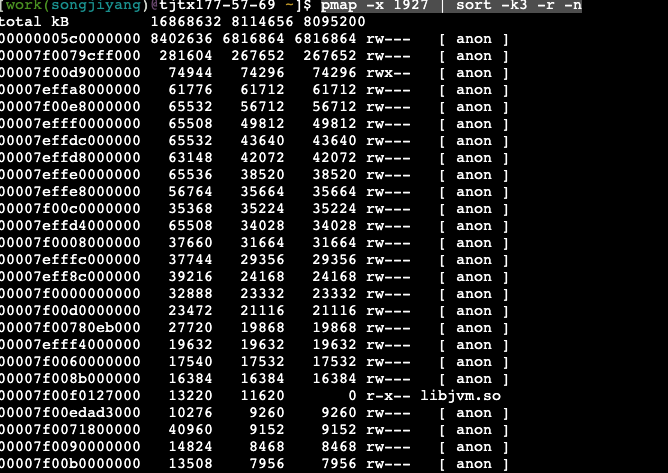 [work(songjiyang)@tjtx177-57-69 ~]$ pmap -x 1927 | sort -k3 -r -n
total kB 16868632 8114656 8095200
00000005c0000000 8402636 6816864 6816864 rw--- [ anon ]
00007f0079cff000 281604 267652 267652 rw--- [ anon ]
00007f00d9000000 74944 74296 74296 rwx-- [ anon ]
00007effa8000000 61776 61712 61712 rw--- [ anon ]
00007f00e8000000 65532 56712 56712 rw--- [ anon ]
00007efff0000000 65508 49812 49812 rw--- [ anon ]
00007effdc000000 65532 43640 43640 rw--- [ anon ]
00007effd8000000 63148 42072 42072 rw--- [ anon ]
00007effe0000000 65536 38520 38520 rw--- [ anon ]
00007effe8000000 56764 35664 35664 rw--- [ anon ]
00007f00c0000000 35368 35224 35224 rw--- [ anon ]
00007effd4000000 65508 34028 34028 rw--- [ anon ]
00007f0008000000 37660 31664 31664 rw--- [ anon ]
00007efffc000000 37744 29356 29356 rw--- [ anon ]
00007eff8c000000 39216 24168 24168 rw--- [ anon ]
00007f0000000000 32888 23332 23332 rw--- [ anon ]
00007f00d0000000 23472 21116 21116 rw--- [ anon ]
00007f00780eb000 27720 19868 19868 rw--- [ anon ]
00007efff4000000 19632 19632 19632 rw--- [ anon ]
00007f0060000000 17540 17532 17532 rw--- [ anon ]
00007f008b000000 16384 16384 16384 rw--- [ anon ]
00007f00f0127000 13220 11620 0 r-x-- libjvm.so
00007f00edad3000 10276 9260 9260 rw--- [ anon ]
00007f0071800000 40960 9152 9152 rw--- [ anon ]
00007f0090000000 14824 8468 8468 rw--- [ anon ]
00007f00b0000000 13508 7956 7956 rw--- [ anon ]